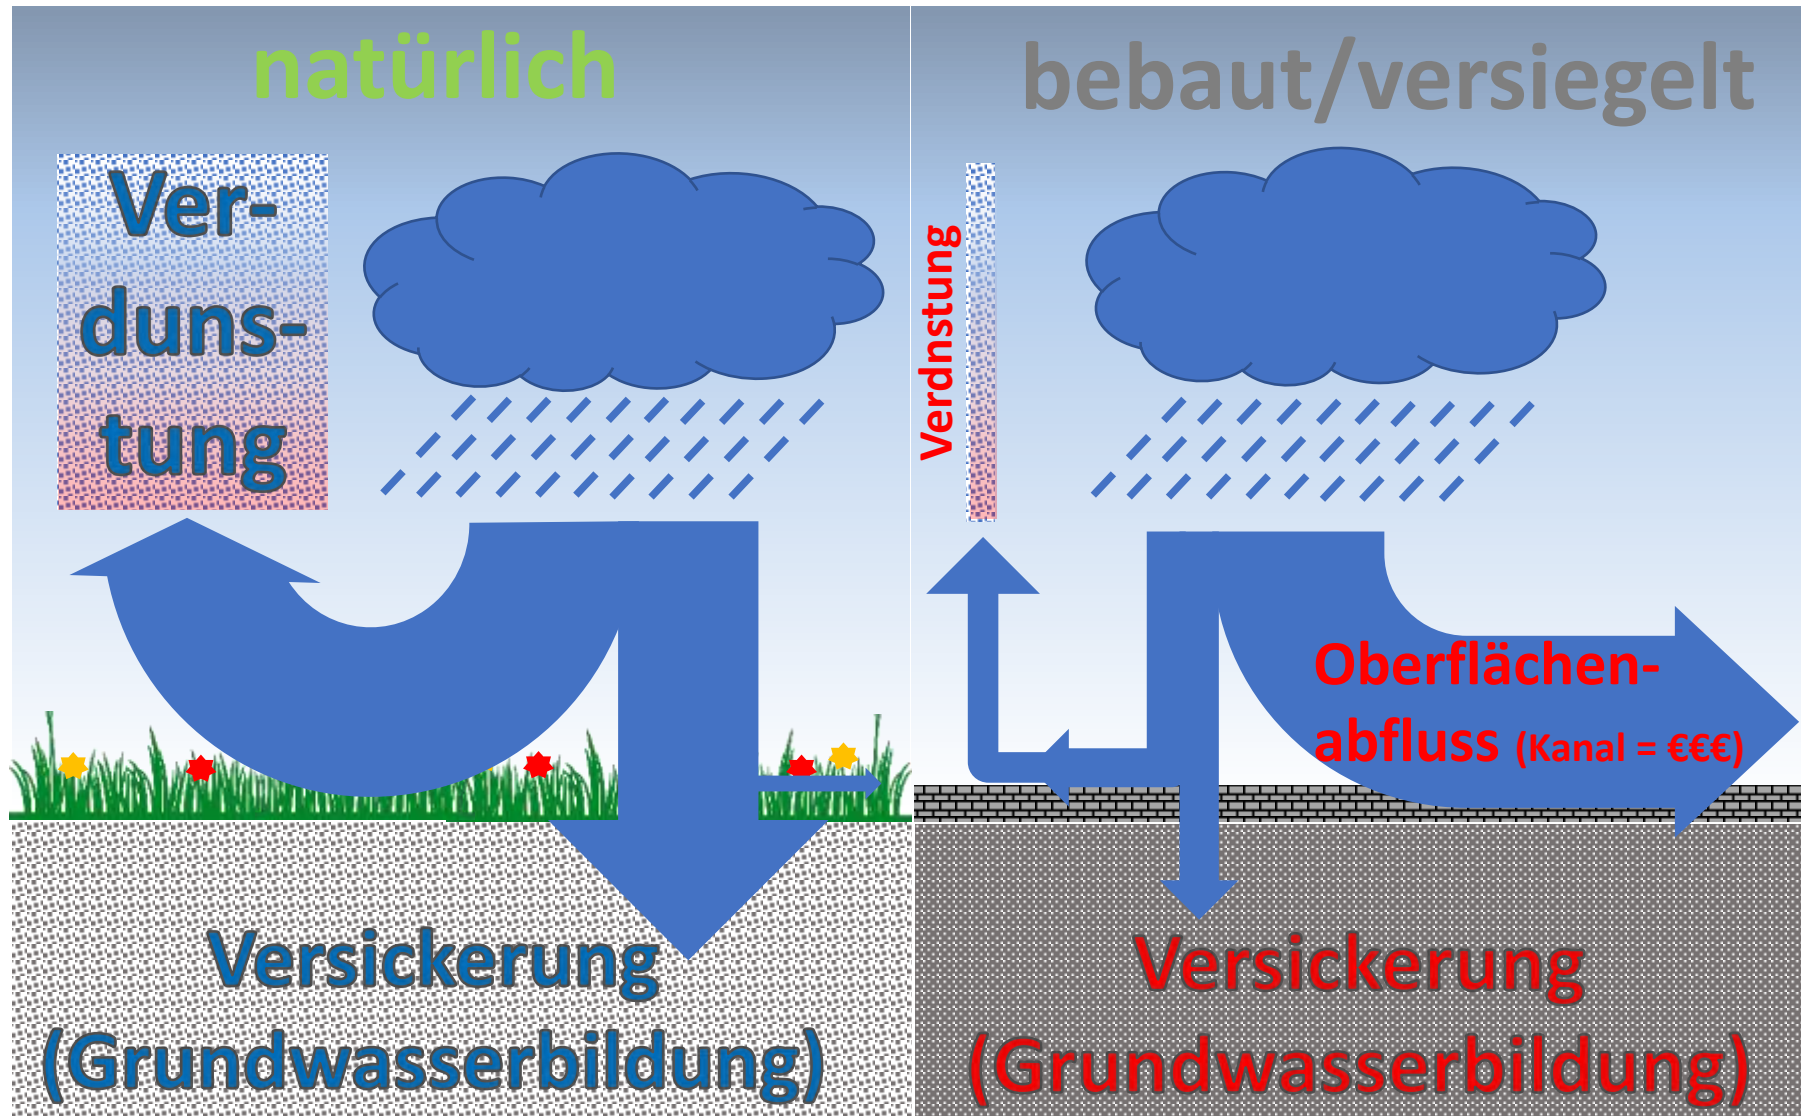 natürlich
Ver-
duns-
tung
Versickerung
(Grundwasserbildung)
bebaut/versiegelt
Verdnstung
Oberflächen-
abfluss (Kanal = €€€)
Versickerung
(Grundwasserbildung)